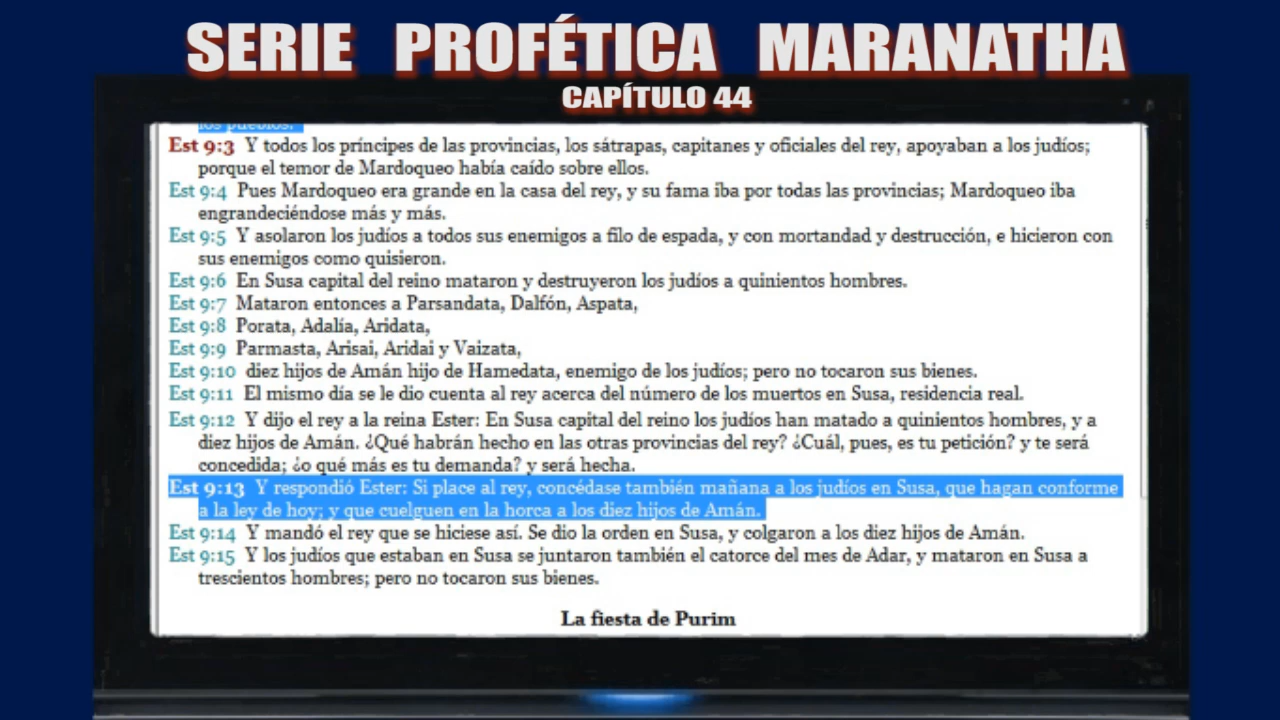 SERIE PROFÉTICA MARANATHA
CAPÍTULO 44
los pueblos.
Est 9:3 Y todos los príncipes de las provincias, los sátrapas, capitanes y oficiales del rey, apoyaban a los judíos;
porque el temor de Mardoqueo había caído sobre ellos.
Est 9:4 Pues Mardoqueo era grande en la casa del rey, y su fama iba por todas las provincias; Mardoqueo iba
engrandeciéndose más y más.
Est 9:5 Y asolaron los judíos a todos sus enemigos a filo de espada, y con mortandad y destrucción, e hicieron con
sus enemigos como quisieron.
Est 9:6 En Susa capital del reino mataron y destruyeron los judíos a quinientos hombres.
Est 9:7 Mataron entonces a Parsandata, Dalfón, Aspata,
Est 9:8 Porata, Adalía, Aridata,
Est 9:9 Parmasta, Arisai, Aridai y Vaizata,
Est 9:10 diez hijos de Amán hijo de Hamedata, enemigo de los judíos; pero no tocaron sus bienes.
Est 9:11 El mismo día se le dio cuenta al rey acerca del número de los muertos en Susa, residencia real.
Est 9:12 Y dijo el rey a la reina Ester: En Susa capital del reino los judíos han matado a quinientos hombres, y a
diez hijos de Amán. ¿Qué habrán hecho en las otras provincias del rey? ¿Cuál, pues, es tu petición? y te será
concedida; ¿o qué más es tu demanda? y será hecha.
Est 9:13 Y respondió Ester: Si place al rey, concédase también mañana a los judíos en Susa, que hagan conforme
a la ley de hoy; y que cuelguen en la horca a los diez hijos de Amán.
Est 9:14 Y mandó el rey que se hiciese así. Se dio la orden en Susa, y colgaron a los diez hijos de Amán.
Est 9:15 Y los judíos que estaban en Susa se juntaron también el catorce del mes de Adar, y mataron en Susa a
trescientos hombres; pero no tocaron sus bienes.
La fiesta de Purim